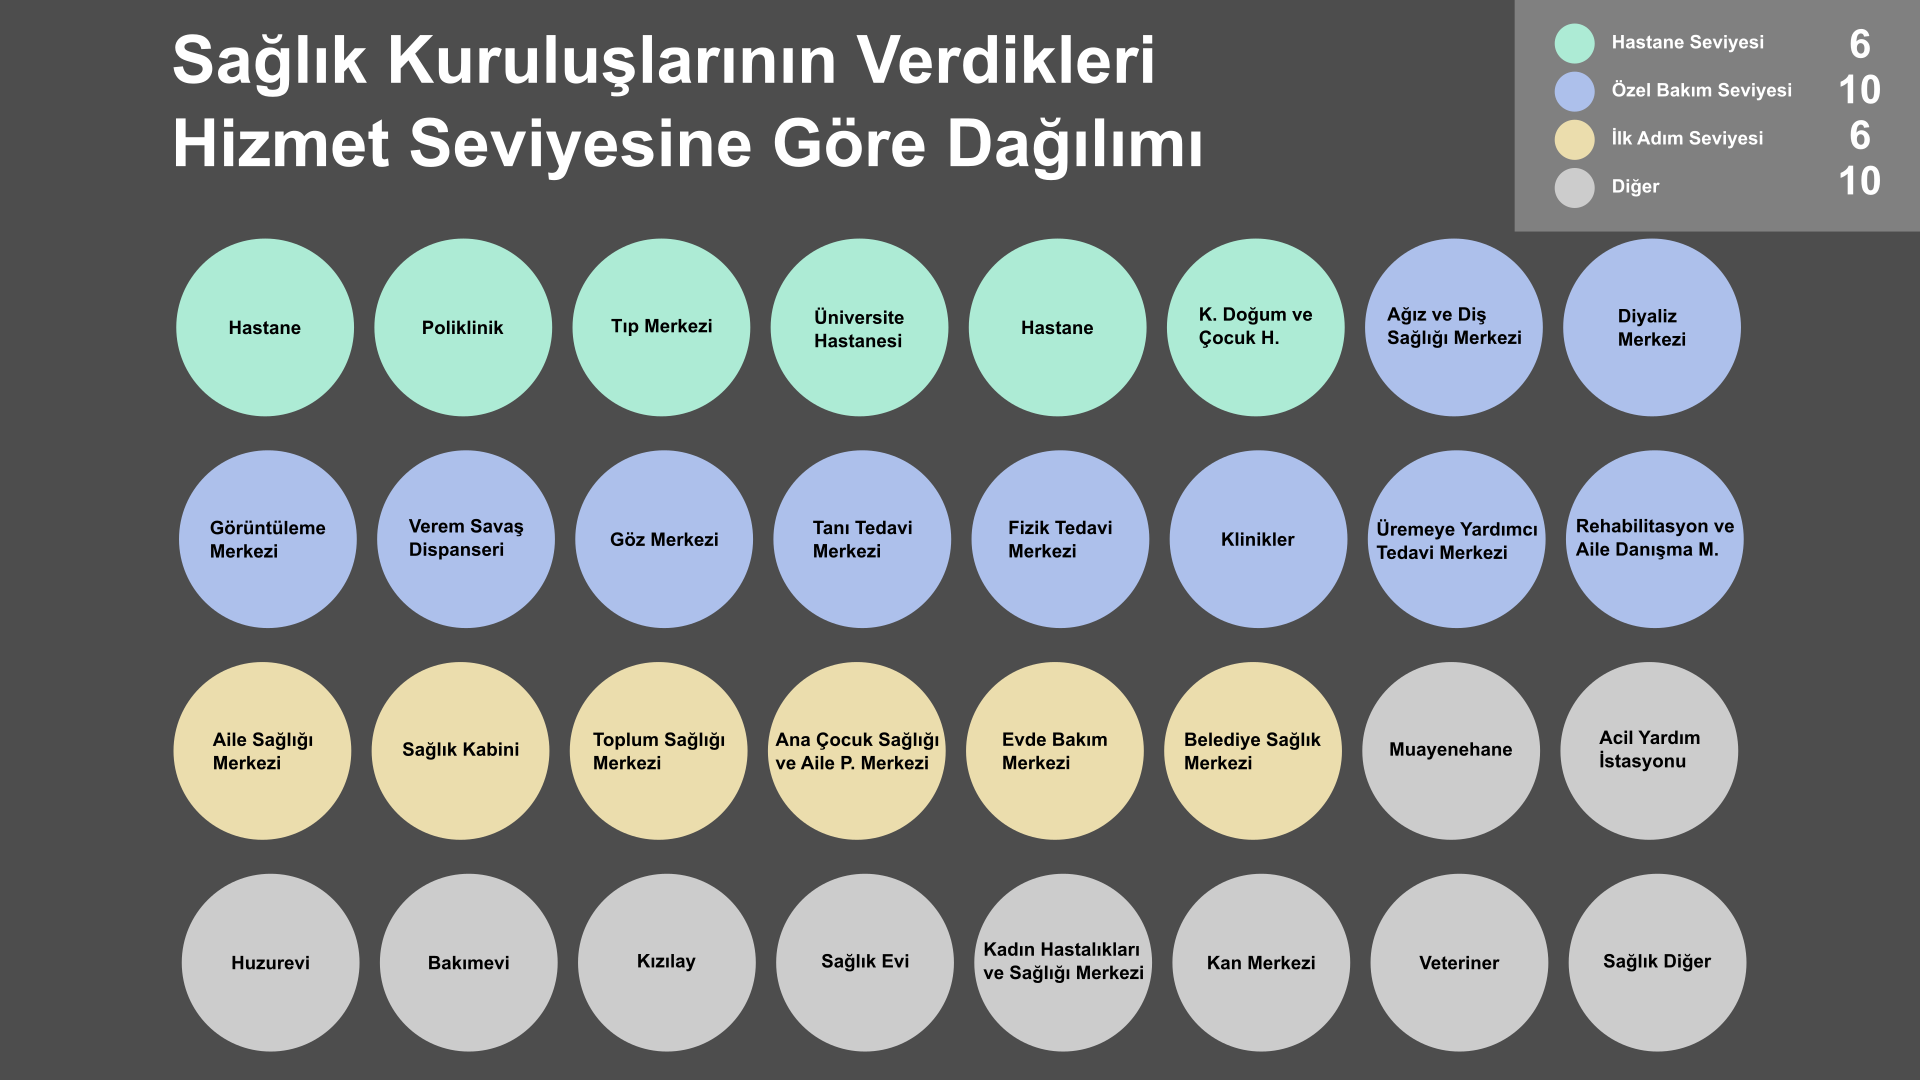 Sağlık Kuruluşlarının Verdikleri
Hizmet Seviyesine Göre Dağılımı
Hastane Seviyesi 6
Özel Bakım Seviyesi 10
İlk Adım Seviyesi 6
Diğer 10
Hastane
Poliklinik
Tıp Merkezi
Üniversite
Hastanesi
Hastane
K. Doğum ve
Çocuk H.
Ağız ve Diş
Sağlığı Merkezi
Diyaliz
Merkezi
Görüntüleme
Merkezi
Verem Savaş
Dispanseri
Göz Merkezi
Tanı Tedavi
Merkezi
Fizik Tedavi
Merkezi
Klinikler
Üremeye Yardımcı
Tedavi Merkezi
Rehabilitasyon ve
Aile Danışma M.
Aile Sağlığı
Merkezi
Sağlık Kabini
Toplum Sağlığı
Merkezi
Ana Çocuk Sağlığı
ve Aile P. Merkezi
Evde Bakım
Merkezi
Belediye Sağlık
Merkezi
Muayenehane
Acil Yardım
İstasyonu
Huzurevi
Bakımevi
Kızılay
Sağlık Evi
Kadın Hastalıkları
ve Sağlığı Merkezi
Kan Merkezi
Veteriner
Sağlık Diğer